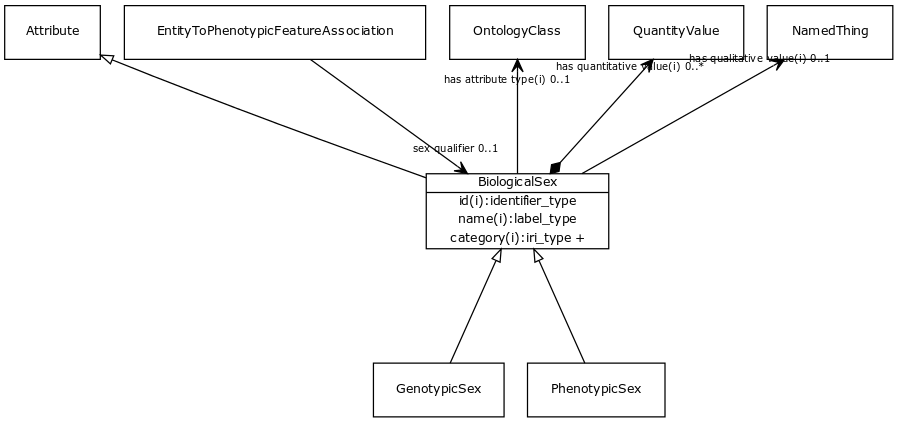 Attribute
EntityToPhenotypicFeatureAssociation
OntologyClass
QuantityValue
NamedThing
has attribute type(i) 0..1
has quantitative value(i) 0..*
has qualitative value(i) 0..1
sex qualifier 0..1
BiologicalSex
id(i):identifier_type
name(i):label_type
category(i):iri_type +
GenotypicSex
PhenotypicSex